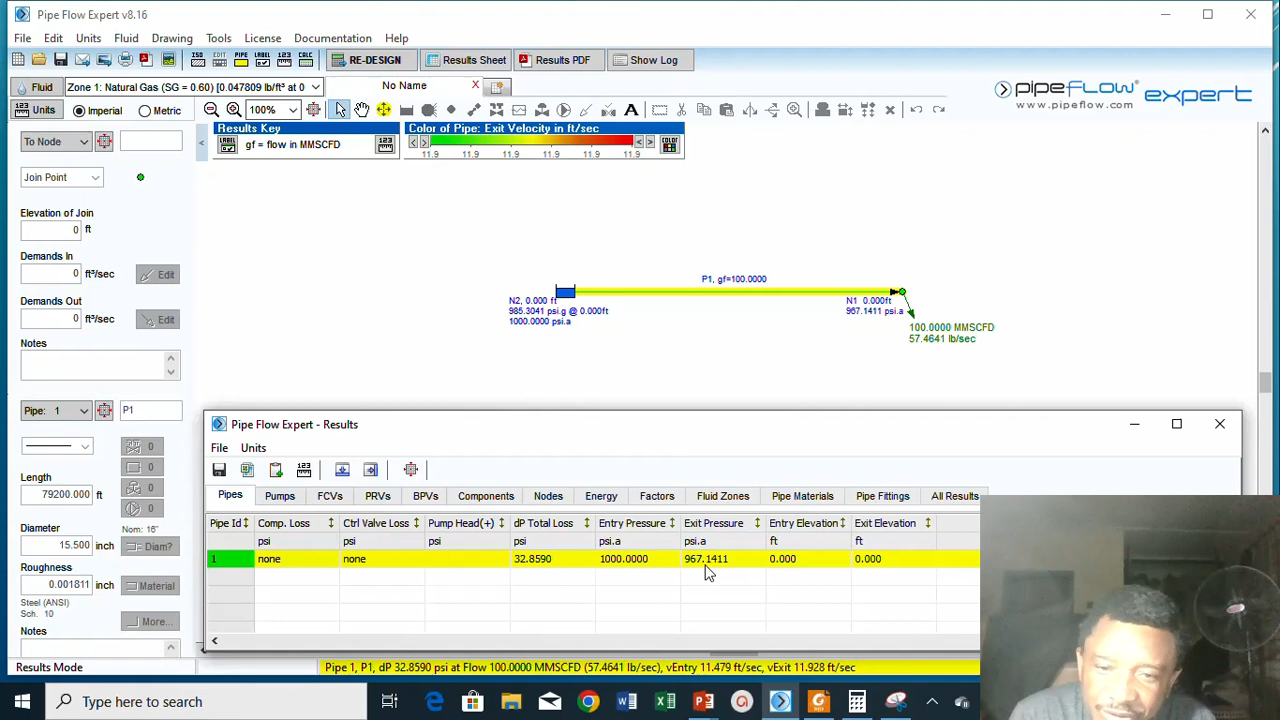 Pipe Flow Expert v8.16
File Edit Units Fluid Drawing Tools License Documentation Help
ISO EDIT PIPE LABEL CALC RE-DESIGN Results Sheet Results PDF Show Log
Fluid Zone 1: Natural Gas (SG = 0.60) [0.047809 lb/ft³ at 0 No Name X
pipeFlow expert
www.pipeflow.com
Units Imperial Metric 100% A
To Node
Results Key
LABEL gf = flow in MMSCFD
Color of Pipe: Exit Velocity in ft/sec
COLOR
11.9 11.9 11.9 11.9 11.9 11.9
Join Point
Elevation of Join
0 ft
Demands In
0 ft³/sec Edit
Demands Out
0 ft³/sec Edit
Notes
P1, gf=100.0000
N2, 0.000 ft
985.3041 psi.g @ 0.000ft
1000.0000 psi.a
N1 0.000ft
967.1411 psi.a
100.0000 MMSCFD
57.4641 lb/sec
Pipe: 1 P1
0
0
Length
79200.000 ft 0
0
Diameter Nom: 16"
15.500 inch Diam?
Roughness
0.001811 inch Material
Steel (ANSI)
Sch. 10
More...
Notes
Pipe Flow Expert - Results
File Units
Pipes Pumps FCVs PRVs BPVs Components Nodes Energy Factors Fluid Zones Pipe Materials Pipe Fittings All Results
Pipe Id Comp. Loss Ctrl Valve Loss Pump Head(+) dP Total Loss Entry Pressure Exit Pressure Entry Elevation Exit Elevation
psi psi psi psi psi.a psi.a ft ft
1 none none 32.8590 1000.0000 967.1411 0.000 0.000
Results Mode Pipe 1, P1, dP 32.8590 psi at Flow 100.0000 MMSCFD (57.4641 lb/sec), vEntry 11.479 ft/sec, vExit 11.928 ft/sec
Type here to search